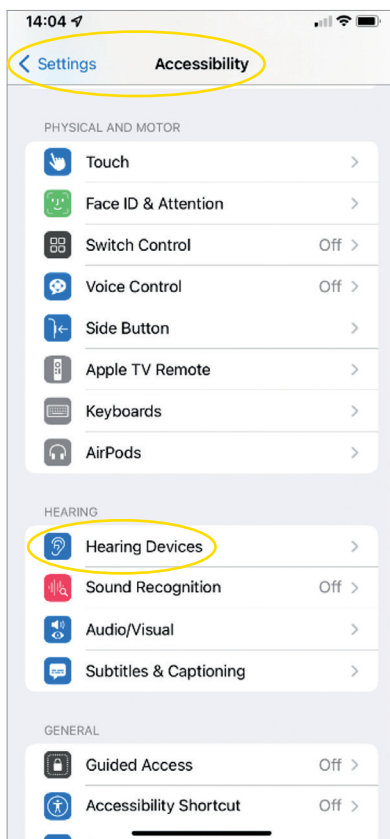 14:04
Settings Accessibility
PHYSICAL AND MOTOR
Touch
Face ID & Attention
Switch Control Off
Voice Control Off
Side Button
Apple TV Remote
Keyboards
AirPods
HEARING
Hearing Devices
Sound Recognition Off
Audio/Visual
Subtitles & Captioning
GENERAL
Guided Access Off
Accessibility Shortcut Off